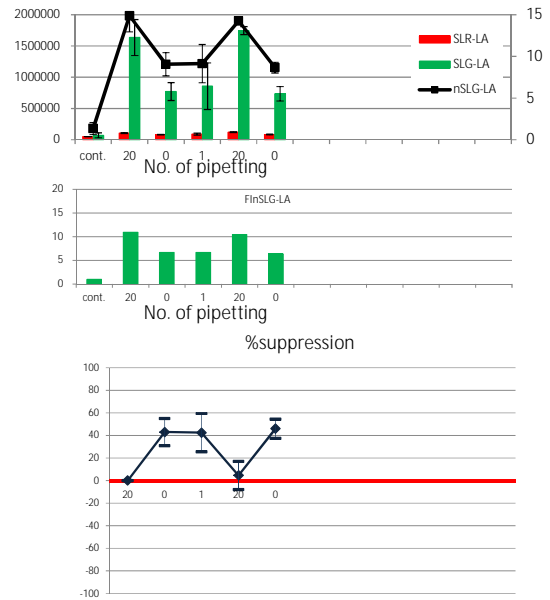 2000000
1500000
1000000
500000
0
15
10
5
0
SLR-LA
SLG-LA
nSLG-LA
cont. 20 0 1 20 0
No. of pipetting
20
15
10
5
0
FInSLG-LA
cont. 20 0 1 20 0
No. of pipetting
%suppression
100
80
60
40
20
0
-20
-40
-60
-80
-100
20 0 1 20 0